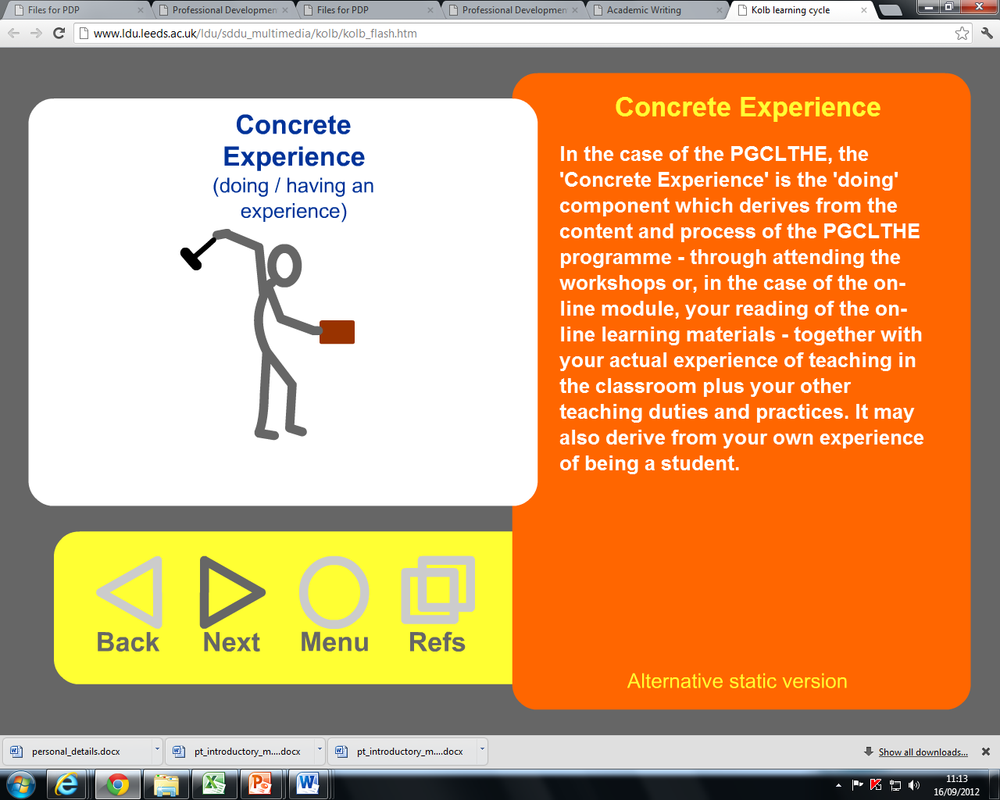 Files for PDP
Professional Developmen
Files for PDP
Professional Developmen
Academic Writing
Kolb learning cycle
www.ldu.leeds.ac.uk/ldu/sddu_multimedia/kolb/kolb_flash.htm
Concrete
Experience
(doing / having an
experience)
Concrete Experience
In the case of the PGCLTHE, the
'Concrete Experience' is the 'doing'
component which derives from the
content and process of the PGCLTHE
programme - through attending the
workshops or, in the case of the on-
line module, your reading of the on-
line learning materials - together with
your actual experience of teaching in
the classroom plus your other
teaching duties and practices. It may
also derive from your own experience
of being a student.
Back
Next
Menu
Refs
Alternative static version
personal_details.docx
pt_introductory_m....docx
pt_introductory_m....docx
Show all downloads...
11:13
16/09/2012